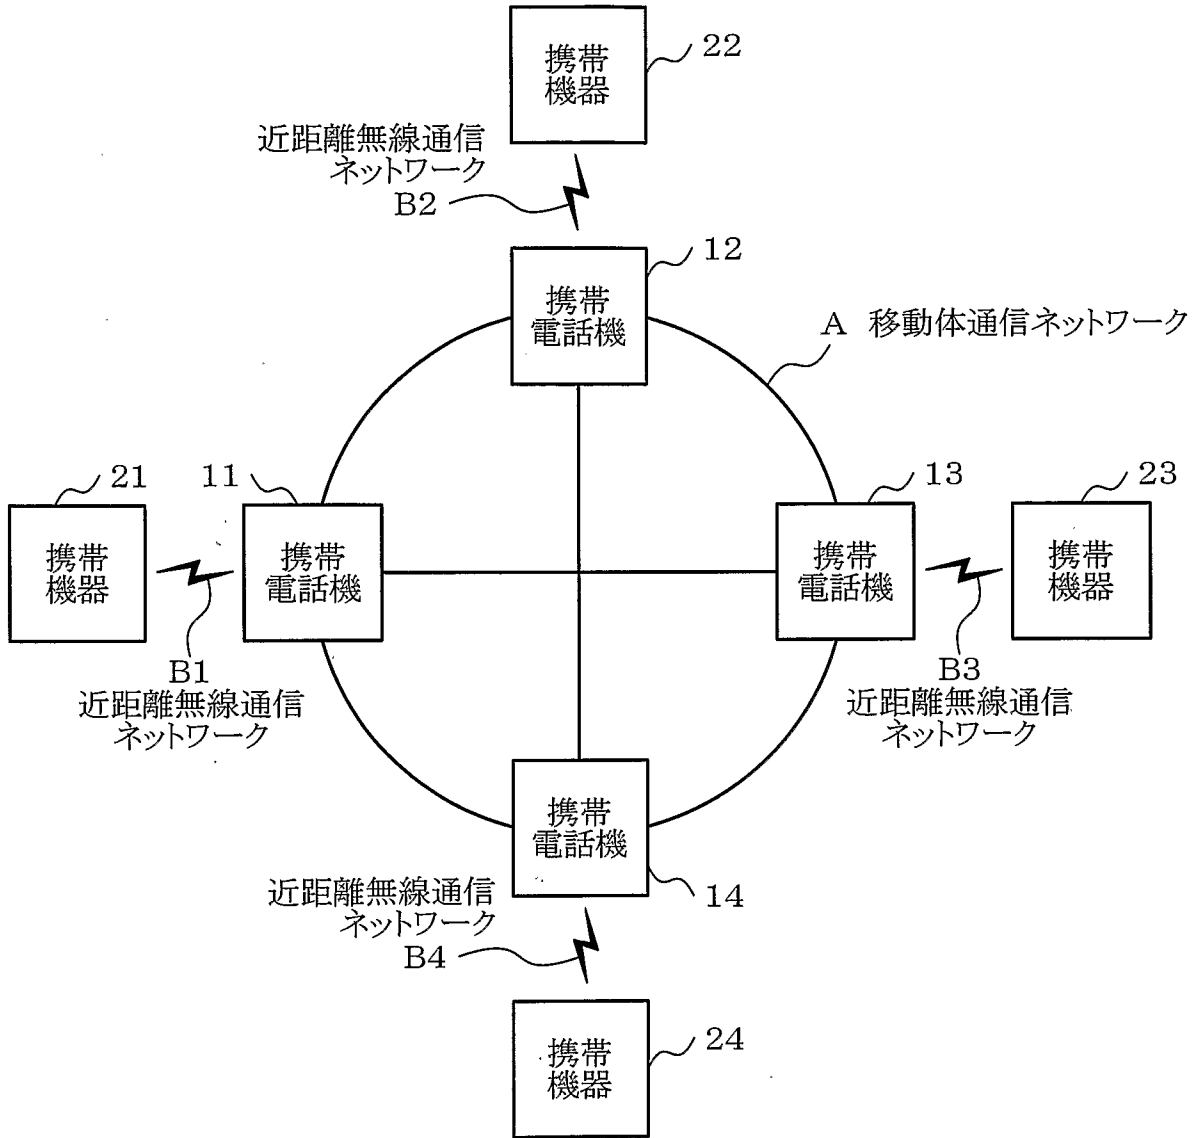 22
携帯
機器
近距離無線通信
ネットワーク
B2
12
携帯
電話機
A 移動体通信ネットワーク
21
11
13
23
携帯
機器
携帯
電話機
携帯
電話機
携帯
機器
B1
近距離無線通信
ネットワーク
B3
近距離無線通信
ネットワーク
携帯
電話機
14
近距離無線通信
ネットワーク
B4
24
携帯
機器